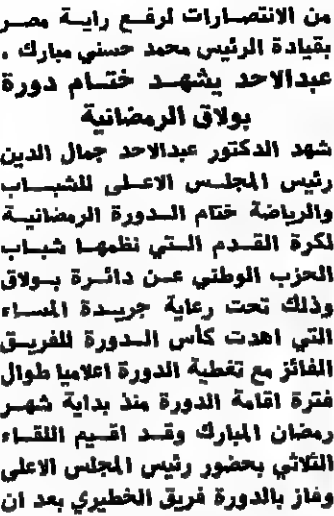 من الانتصارات لرفع راية مصر
بقيادة الرئيس محمد حسني مبارك .
عبدالاحد يشهد ختام دورة
بولاق الرمضانية
شهد الدكتور عبدالاحد جمال الدين
رئيس المجلس الاعلى للشباب
والرياضة ختام الدورة الرمضانية
لكرة القدم التي نظمها شباب
الحزب الوطني عن دائرة بولاق
وذلك تحت رعاية جريدة المساء
التي اهدت كأس الدورة للفريق
الفائز مع تغطية الدورة اعلاميا طوال
فترة اقامة الدورة منذ بداية شهر
رمضان المبارك وقد اقيم اللقاء
الثلاثي بحضور رئيس المجلس الاعلى
وفاز بالدورة فريق الخطيري بعد ان